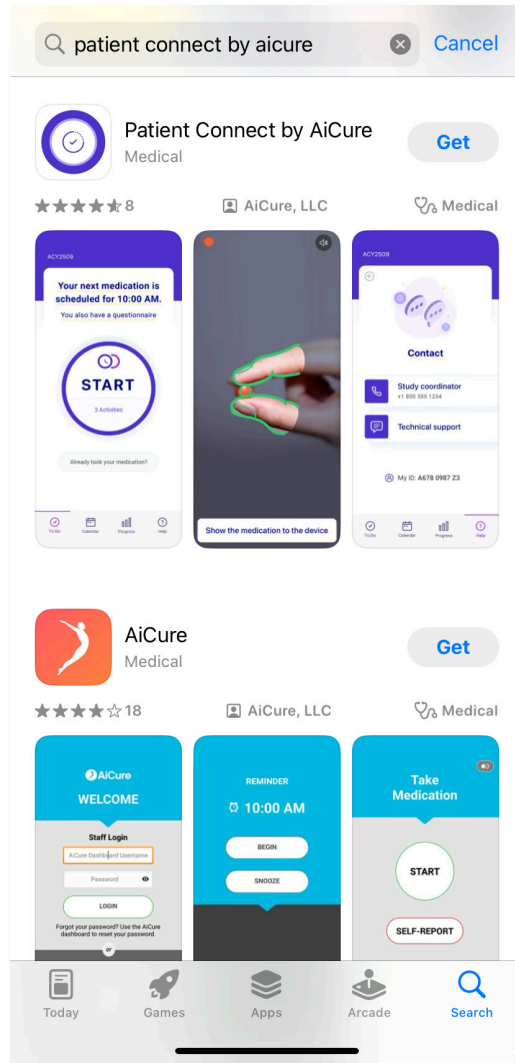 patient connect by aicure
Cancel
Patient Connect by AiCure
Medical
Get
8
AiCure, LLC
Medical
ACY2509
Your next medication is
scheduled for 10:00 AM.
You also have a questionnaire
START
3 Activities
Already took your medication?
To Do
Calendar
Progress
Help
Show the medication to the device
ACY2509
Contact
Study coordinator
+1 800 555 1234
Technical support
My ID: A678 0987 Z3
To Do
Calendar
Progress
Help
AiCure
Medical
Get
18
AiCure, LLC
Medical
AiCure
WELCOME
Staff Login
AiCure Dashboard Username
Password
LOGIN
Forgot your password? Use the AiCure
dashboard to reset your password.
or
REMINDER
10:00 AM
BEGIN
SNOOZE
Take
Medication
START
SELF-REPORT
Today
Games
Apps
Arcade
Search